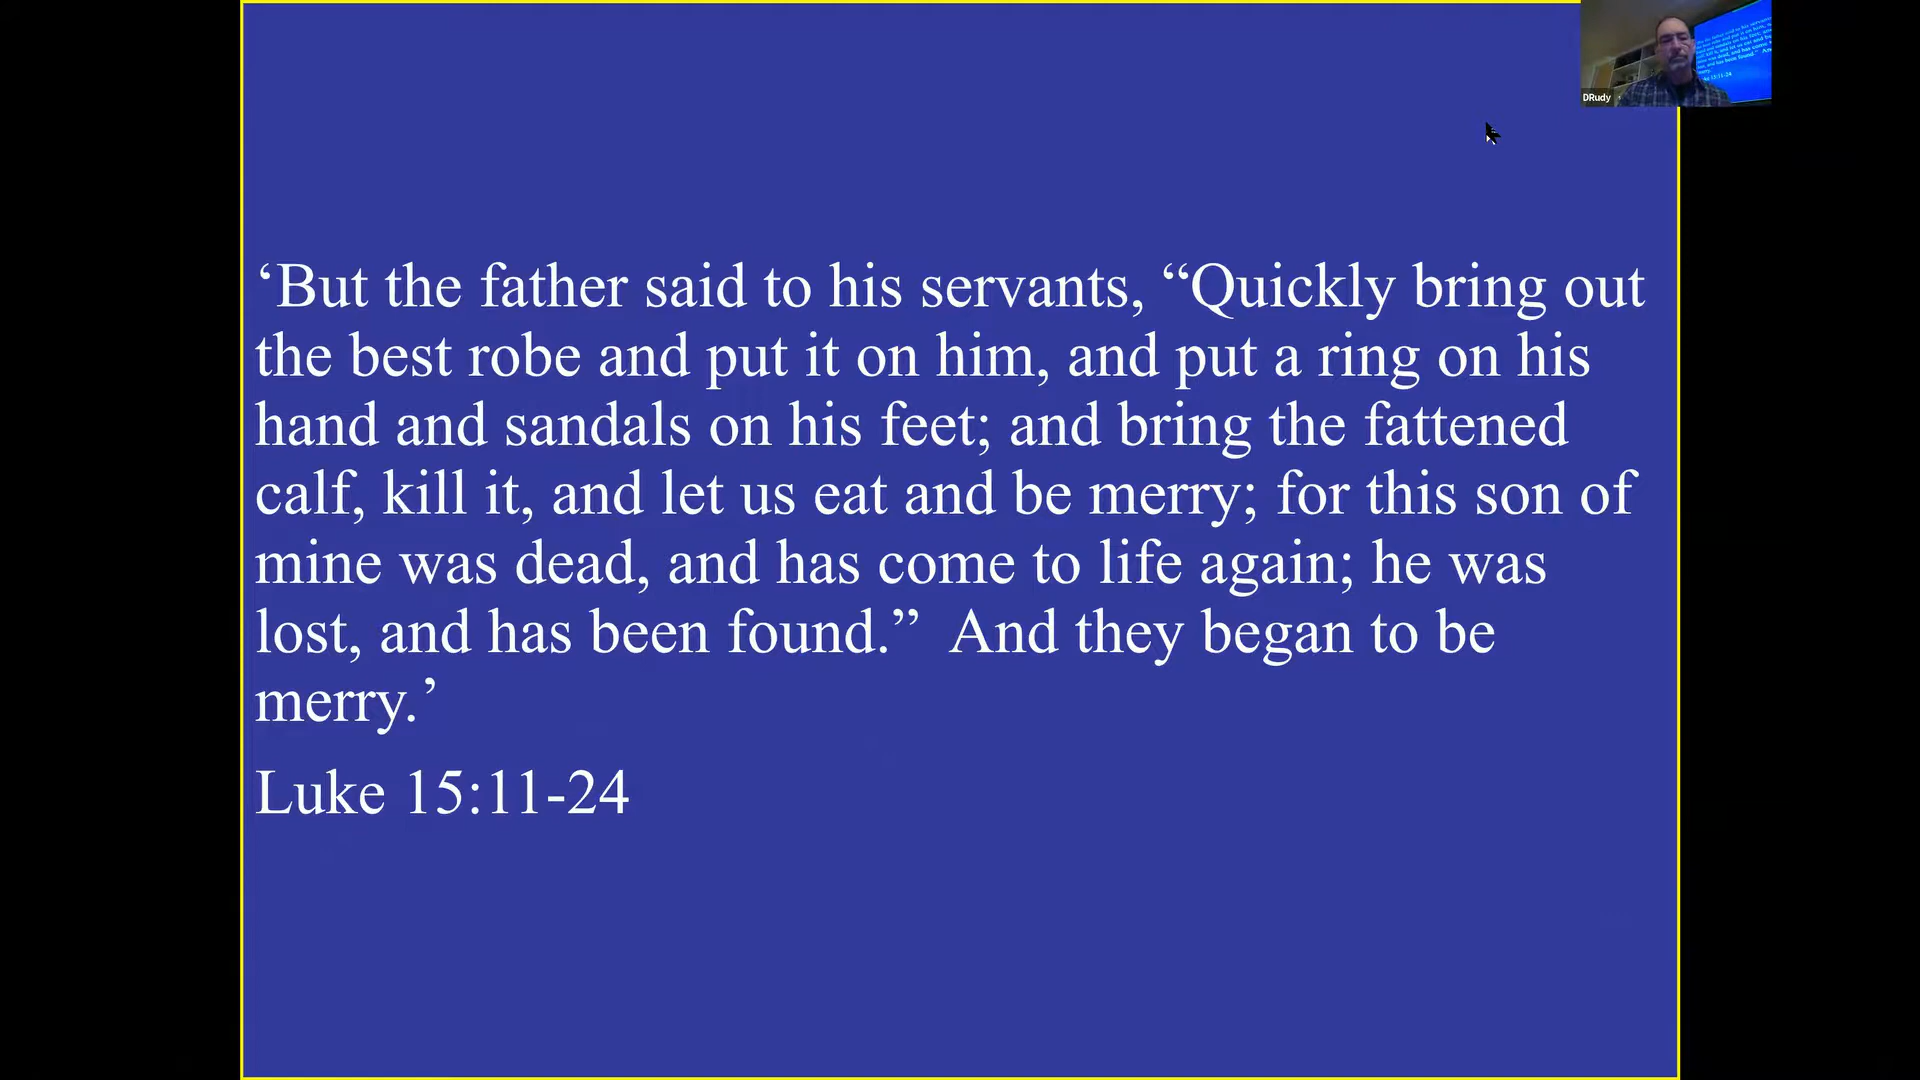 DRudy
‘But the father said to his servants, “Quickly bring out
the best robe and put it on him, and put a ring on his
hand and sandals on his feet; and bring the fattened
calf, kill it, and let us eat and be merry; for this son of
mine was dead, and has come to life again; he was
lost, and has been found.”  And they began to be
merry.’
Luke 15:11-24